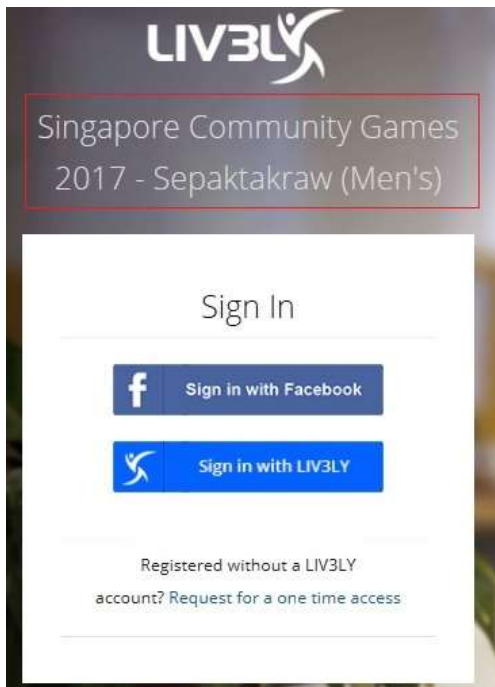 LIV3LY
Singapore Community Games
2017 - Sepaktakraw (Men's)
Sign In
f Sign in with Facebook
Sign in with LIV3LY
Registered without a LIV3LY
account? Request for a one time access